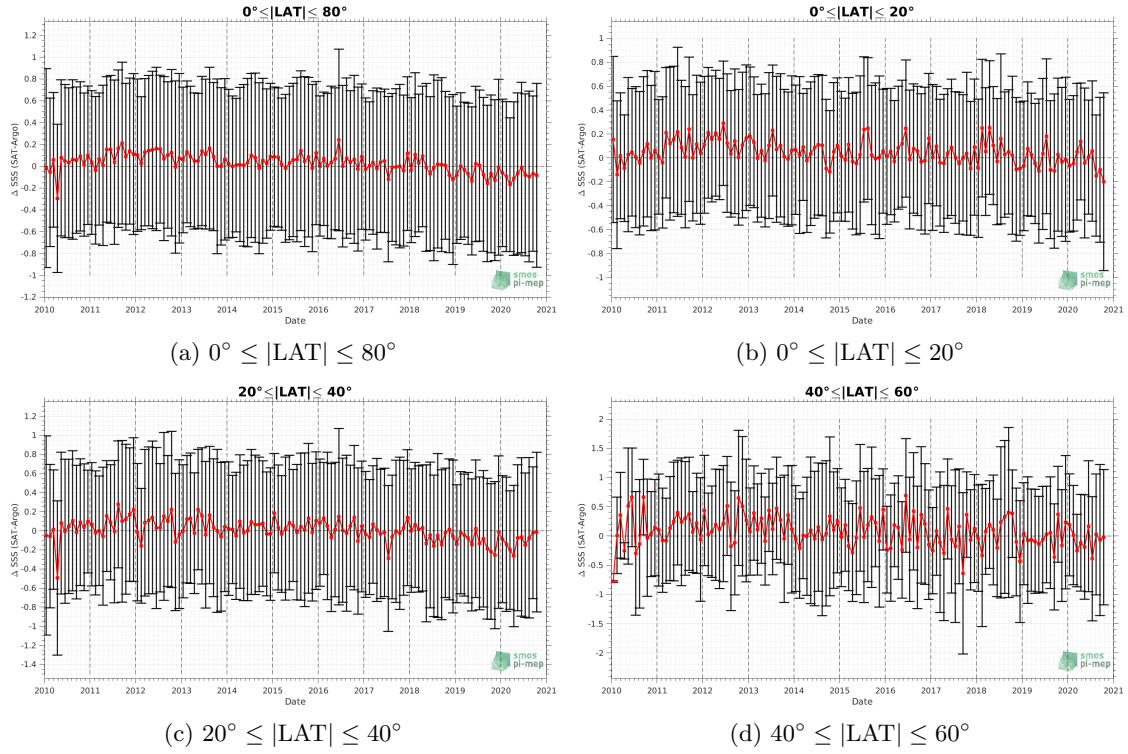 0°≤|LAT|≤ 80°
Δ SSS (SAT-Argo)
1.2
1
0.8
0.6
0.4
0.2
0
-0.2
-0.4
-0.6
-0.8
-1
-1.2
2010 2011 2012 2013 2014 2015 2016 2017 2018 2019 2020 2021
Date
smos
pi-mep
(a) 0° ≤ |LAT| ≤ 80°
0°≤|LAT|≤ 20°
Δ SSS (SAT-Argo)
1
0.8
0.6
0.4
0.2
0
-0.2
-0.4
-0.6
-0.8
-1
2010 2011 2012 2013 2014 2015 2016 2017 2018 2019 2020 2021
Date
smos
pi-mep
(b) 0° ≤ |LAT| ≤ 20°
20°≤|LAT|≤ 40°
Δ SSS (SAT-Argo)
1.2
1
0.8
0.6
0.4
0.2
0
-0.2
-0.4
-0.6
-0.8
-1
-1.2
-1.4
2010 2011 2012 2013 2014 2015 2016 2017 2018 2019 2020 2021
Date
smos
pi-mep
(c) 20° ≤ |LAT| ≤ 40°
40°≤|LAT|≤ 60°
Δ SSS (SAT-Argo)
2
1.5
1
0.5
0
-0.5
-1
-1.5
-2
2010 2011 2012 2013 2014 2015 2016 2017 2018 2019 2020 2021
Date
smos
pi-mep
(d) 40° ≤ |LAT| ≤ 60°